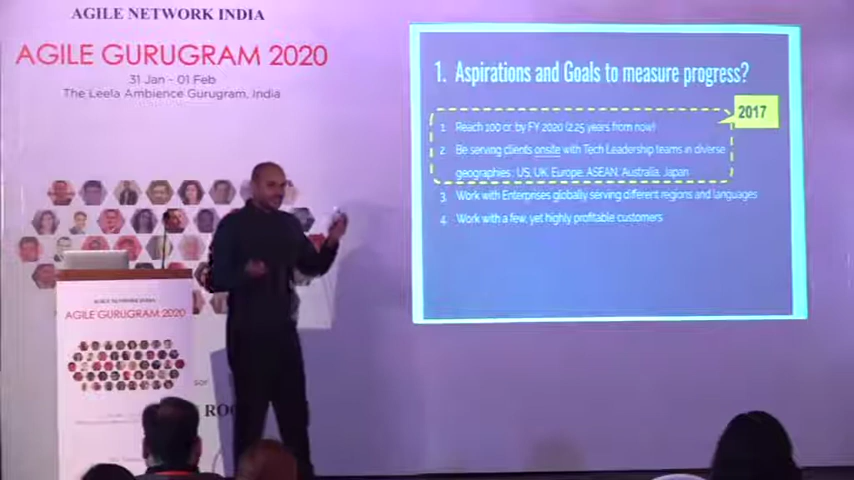 AGILE NETWORK INDIA
AGILE GURUGRAM 2020
31 Jan - 01 Feb
The Leela Ambience Gurugram, India
1. Aspirations and Goals to measure progress?
2017
1 Reach 100 cr. by FY 2020 (2.25 years from now)
2. Be serving clients onsite with Tech Leadership teams in diverse
geographies : US, UK, Europe, ASEAN, Australia, Japan
3 Work with Enterprises globally serving different regions and languages
4 Work with a few, yet highly profitable customers
AGILE NETWORK INDIA
AGILE GURUGRAM 2020